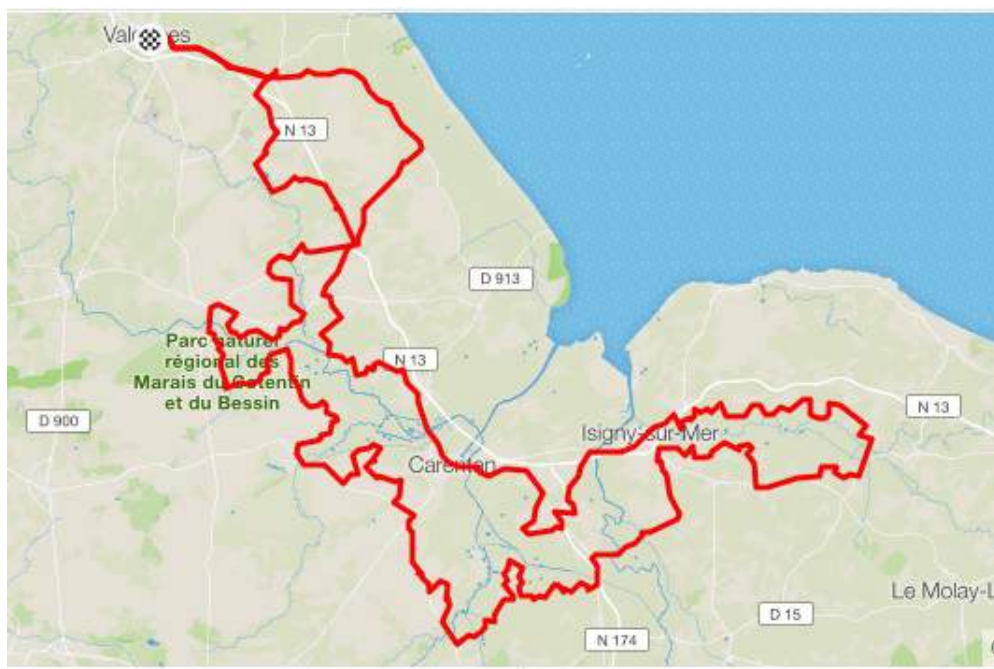 N 13
D 913
Parc naturel
régional des
Marais du Cotentin
et du Bessin
N 13
D 900
N 13
Isigny-sur-Mer
Carentan
Le Molay-L
D 15
N 174